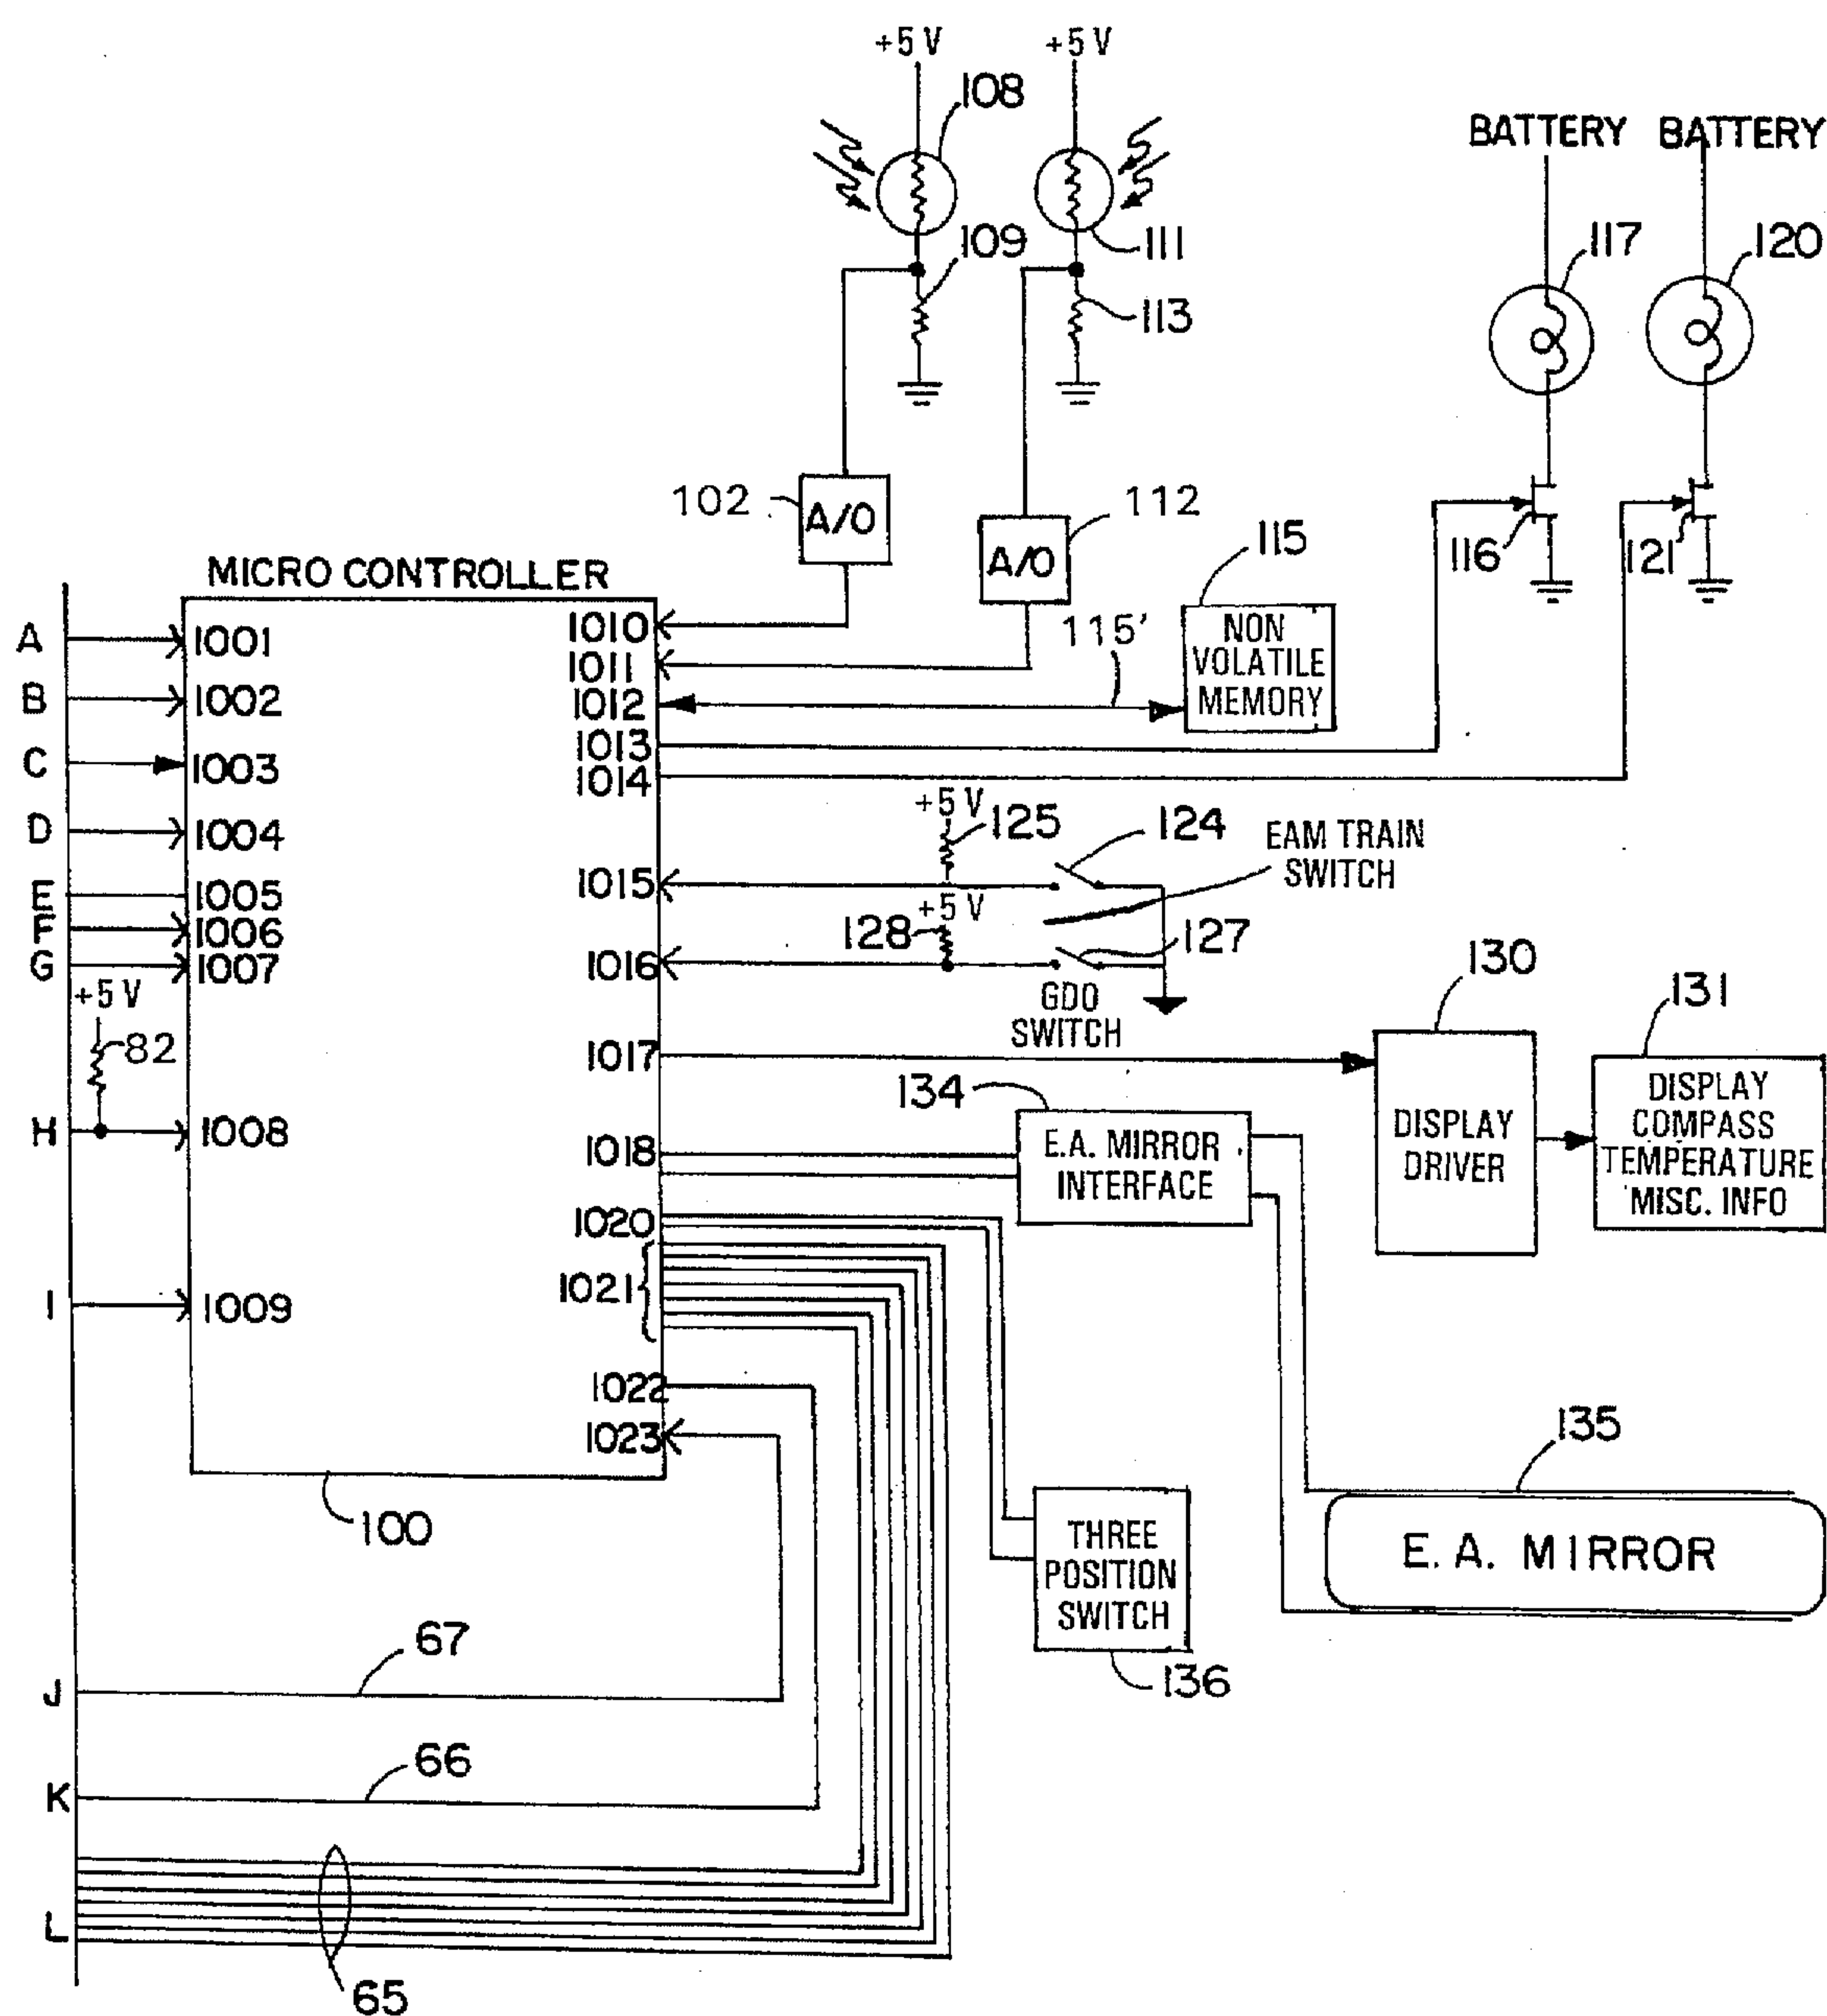 +5 V
+5 V
108
BATTERY
BATTERY
109
111
117
120
113
102
A/O
112
A/O
116
121
115
MICRO CONTROLLER
NON
VOLATILE
MEMORY
115'
A
1001
1010
1011
B
1002
1012
1013
C
1003
1014
D
1004
+5 V
125
124
EAM TRAIN
SWITCH
E
1005
1015
F
1006
+5 V
128
127
G
1007
1016
GDO
SWITCH
130
131
+5 V
82
1017
134
DISPLAY
DRIVER
DISPLAY
COMPASS
TEMPERATURE
MISC. INFO
H
1008
1018
E.A. MIRROR
INTERFACE
1020
1021
I
1009
1022
1023
135
100
THREE
POSITION
SWITCH
E. A. MIRROR
136
J
67
K
66
L
65